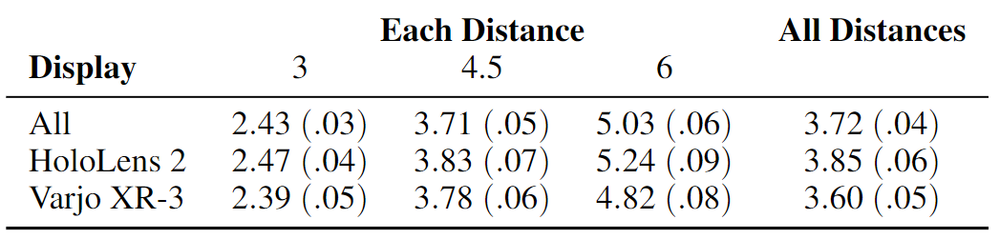 Each Distance All Distances
Display 3 4.5 6
All 2.43 (.03) 3.71 (.05) 5.03 (.06) 3.72 (.04)
HoloLens 2 2.47 (.04) 3.83 (.07) 5.24 (.09) 3.85 (.06)
Varjo XR-3 2.39 (.05) 3.78 (.06) 4.82 (.08) 3.60 (.05)